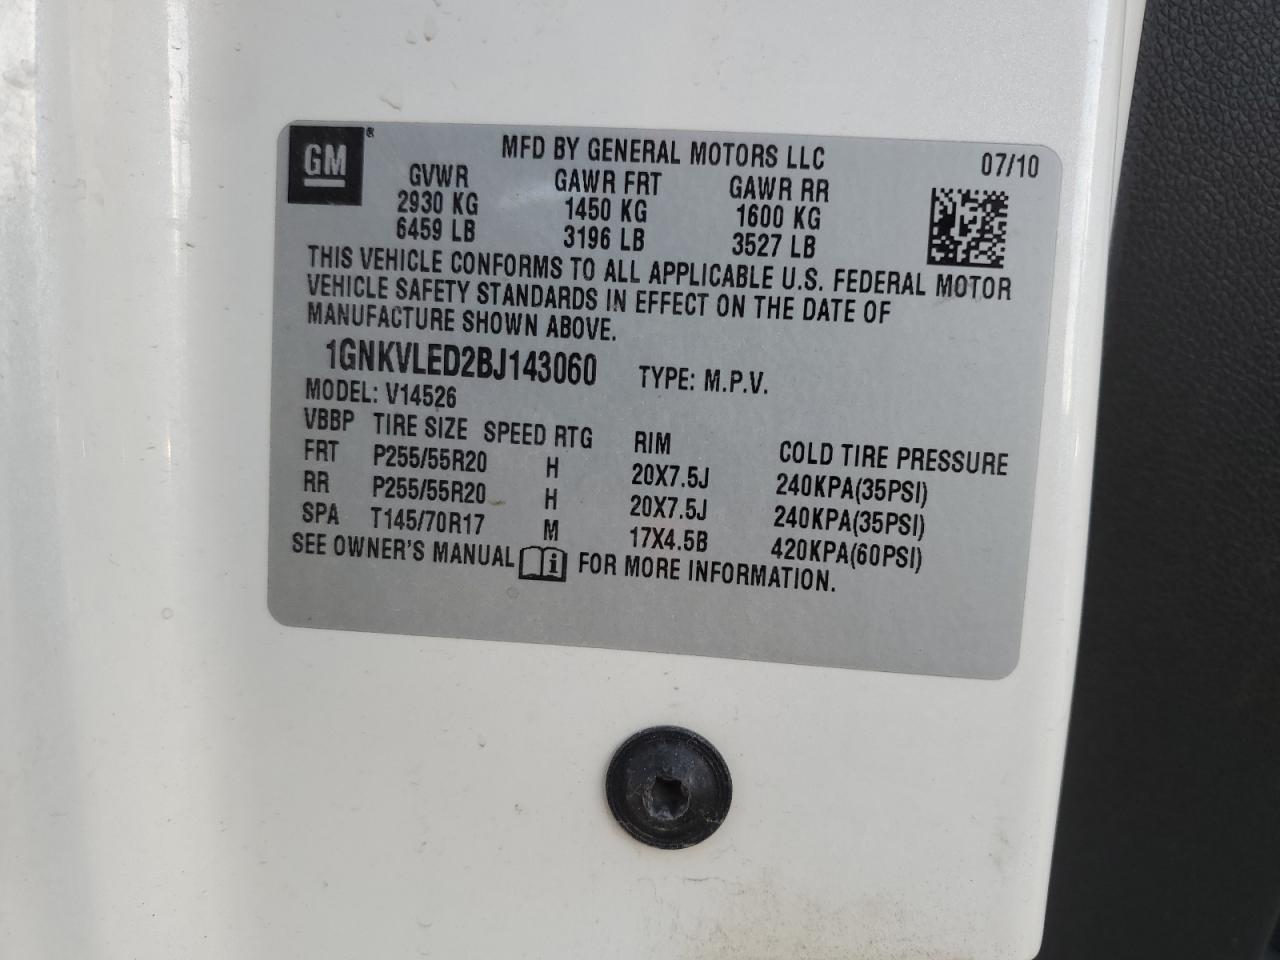 GM®
MFD BY GENERAL MOTORS LLC 07/10
GVWR GAWR FRT GAWR RR
2930 KG 1450 KG 1600 KG
6459 LB 3196 LB 3527 LB
THIS VEHICLE CONFORMS TO ALL APPLICABLE U.S. FEDERAL MOTOR
VEHICLE SAFETY STANDARDS IN EFFECT ON THE DATE OF
MANUFACTURE SHOWN ABOVE.
1GNKVLED2BJ143060 TYPE: M.P.V.
MODEL: V14526
VBBP TIRE SIZE SPEED RTG RIM COLD TIRE PRESSURE
FRT P255/55R20 H 20X7.5J 240KPA(35PSI)
RR P255/55R20 H 20X7.5J 240KPA(35PSI)
SPA T145/70R17 M 17X4.5B 420KPA(60PSI)
SEE OWNER'S MANUAL i FOR MORE INFORMATION.